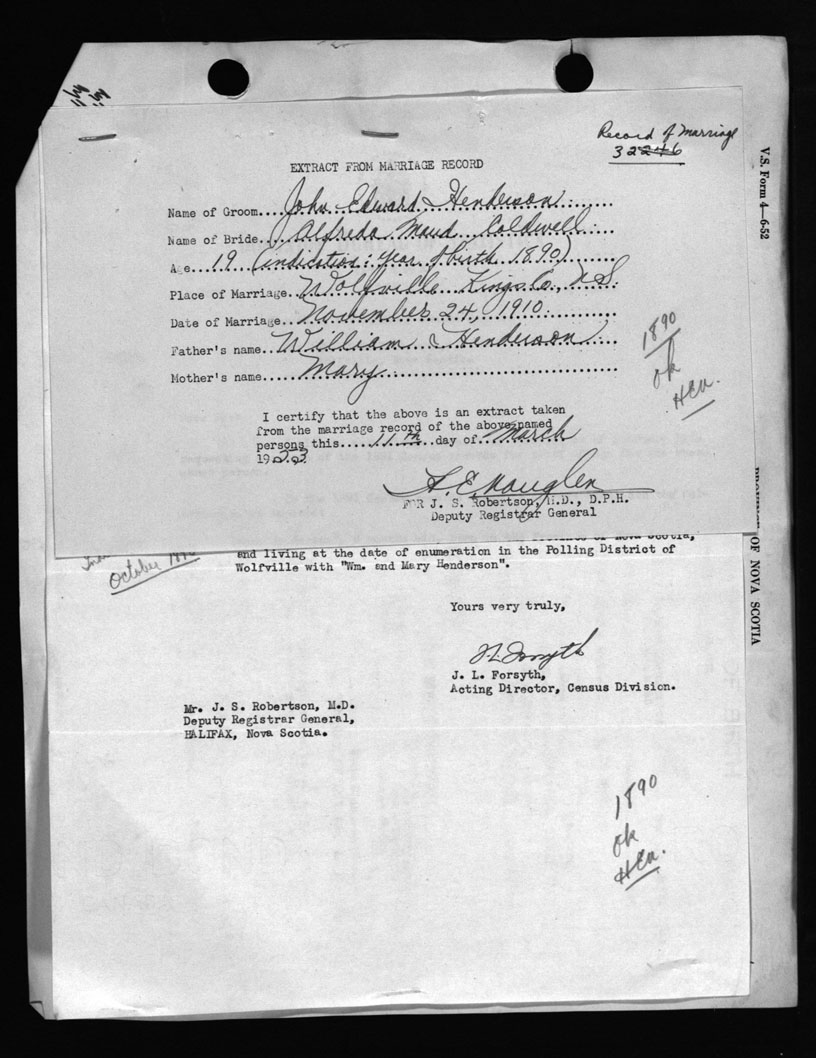 Record of Marriage
32246
EXTRACT FROM MARRIAGE RECORD
Name of Groom....John Edward Henderson
Name of Bride....Alfreda Maud Coldwell
Age....19 (indication: year of birth 1890)
Place of Marriage..Wolfville Kings Co., N.S.
Date of Marriage..November 24, 1910.
Father's name....William Henderson
Mother's name....Mary
1890
ok
HEN.
I certify that the above is an extract taken
from the marriage record of the above named
persons this....11th..day of..March
1953.
FOR J. S. Robertson, M.D., D.P.H.
Deputy Registrar General
V.S. Form 4—6-52
OF NOVA SCOTIA
October
and living at the date of enumeration in the Polling District of
Wolfville with "Wm. and Mary Henderson".
Yours very truly,
J. L. Forsyth
J. L. Forsyth,
Acting Director, Census Division.
Mr. J. S. Robertson, M.D.
Deputy Registrar General,
HALIFAX, Nova Scotia.
1890
ok
HEN.